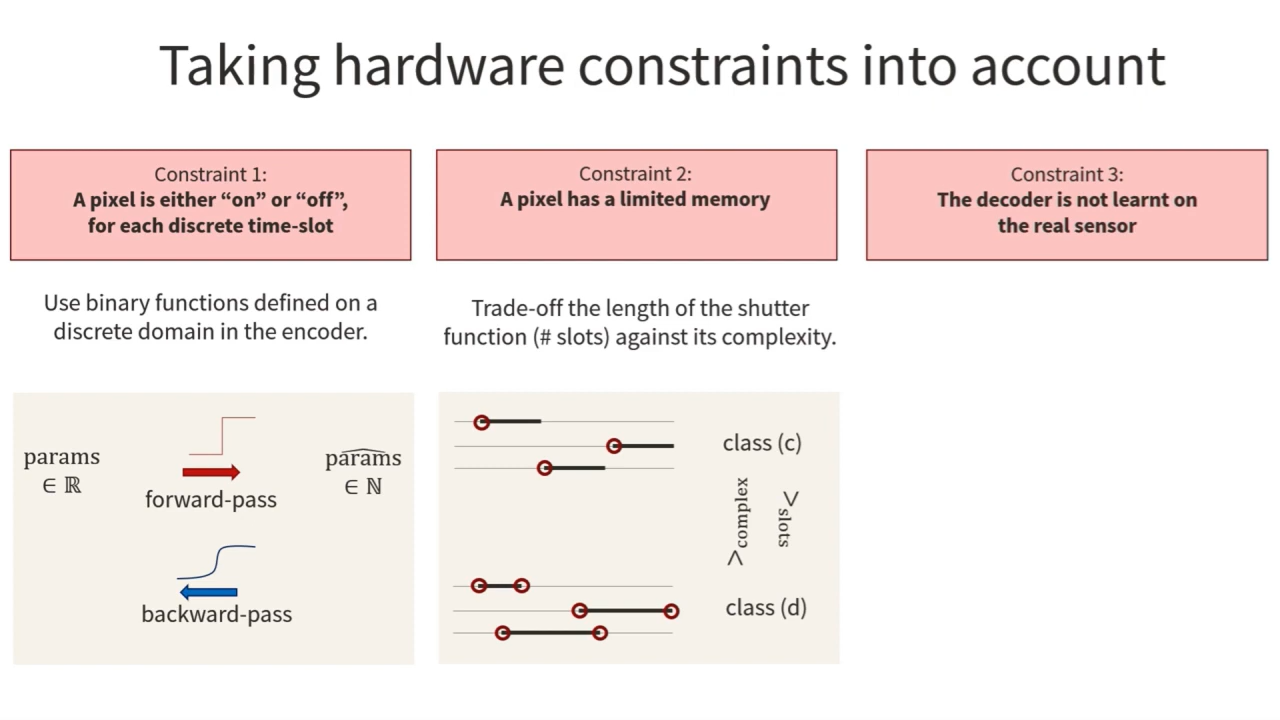 Taking hardware constraints into account
Constraint 1:
A pixel is either “on” or “off”,
for each discrete time-slot
Use binary functions defined on a
discrete domain in the encoder.
params
∈ ℝ
forward-pass
params
∈ ℕ
backward-pass
Constraint 2:
A pixel has a limited memory
Trade-off the length of the shutter
function (# slots) against its complexity.
class (c)
>complex
>slots
class (d)
Constraint 3:
The decoder is not learnt on
the real sensor